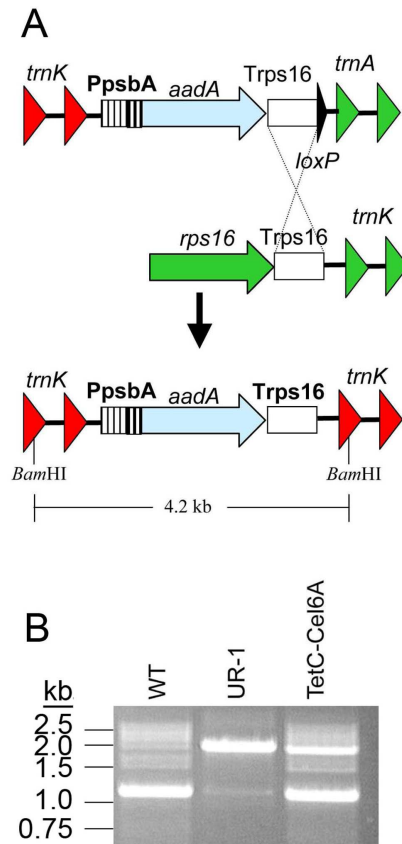 A
trnK PpsbA aadA Trps16 trnA
loxP
rps16 Trps16 trnK
trnK PpsbA aadA Trps16 trnK
BamHI BamHI
4.2 kb
B
WT UR-1 TetC-Cel6A
kb
2.5
2.0
1.5
1.0
0.75